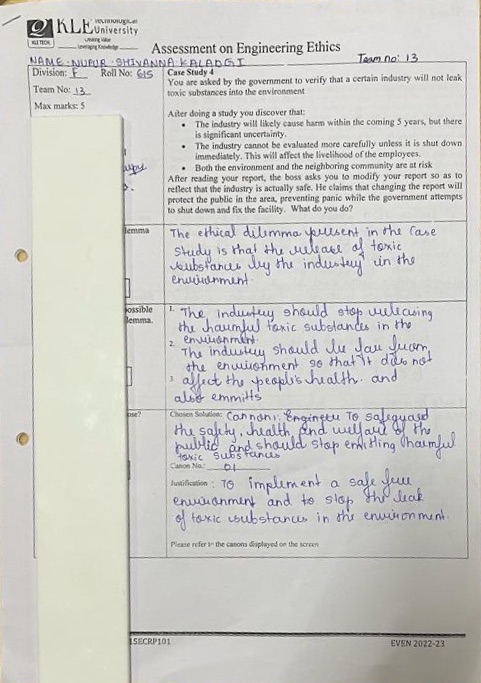 KLE Technological
University
Creating Value
Leveraging Knowledge
KLE TECH.
Assessment on Engineering Ethics
NAME: NUPUR SHIVANNA KALADGI
Team no: 13
Division: F Roll No: 615
Team No: 13
Max marks: 5
Case Study 4
You are asked by the government to verify that a certain industry will not leak
toxic substances into the environment
After doing a study you discover that:
• The industry will likely cause harm within the coming 5 years, but there
is significant uncertainty.
• The industry cannot be evaluated more carefully unless it is shut down
immediately. This will affect the livelihood of the employees.
• Both the environment and the neighboring community are at risk
After reading your report, the boss asks you to modify your report so as to
reflect that the industry is actually safe. He claims that changing the report will
protect the public in the area, preventing panic while the government attempts
to shut down and fix the facility. What do you do?
lemma
The ethical dilemma present in the case
study is that the release of toxic
substances by the industry in the
environment.
possible
lemma.
1. The industry should stop releasing
the harmful toxic substances in the
environment.
2. The industry should be far from
the environment so that it does not
3 affect the people's health. and
also emmitts
ose?
Chosen Solution: Cannon1: Engineer To safeguard
the safety, health, and welfare of the
public and should stop emitting harmful
toxic substances
Canon No.: 01
Justification: To implement a safe free
environment and to stop the leak
of toxic substances in the environment.
Please refer to the canons displayed on the screen
15ECRP101
EVEN 2022-23